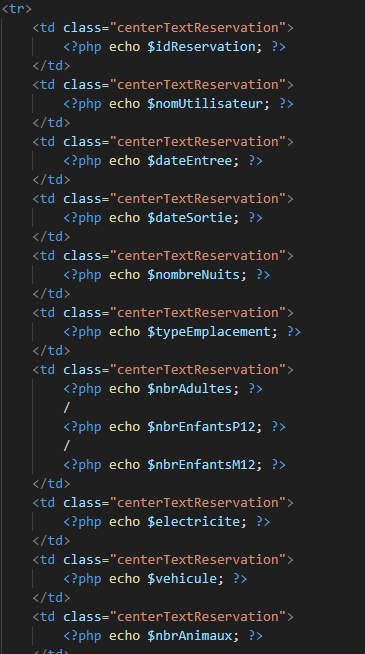 <tr>
<td class="centerTextReservation">
<?php echo $idReservation; ?>
</td>
<td class="centerTextReservation">
<?php echo $nomUtilisateur; ?>
</td>
<td class="centerTextReservation">
<?php echo $dateEntree; ?>
</td>
<td class="centerTextReservation">
<?php echo $dateSortie; ?>
</td>
<td class="centerTextReservation">
<?php echo $nombreNuits; ?>
</td>
<td class="centerTextReservation">
<?php echo $typeEmplacement; ?>
</td>
<td class="centerTextReservation">
<?php echo $nbrAdultes; ?>
/
<?php echo $nbrEnfantsP12; ?>
/
<?php echo $nbrEnfantsM12; ?>
</td>
<td class="centerTextReservation">
<?php echo $electricite; ?>
</td>
<td class="centerTextReservation">
<?php echo $vehicule; ?>
</td>
<td class="centerTextReservation">
<?php echo $nbrAnimaux; ?>
</td>